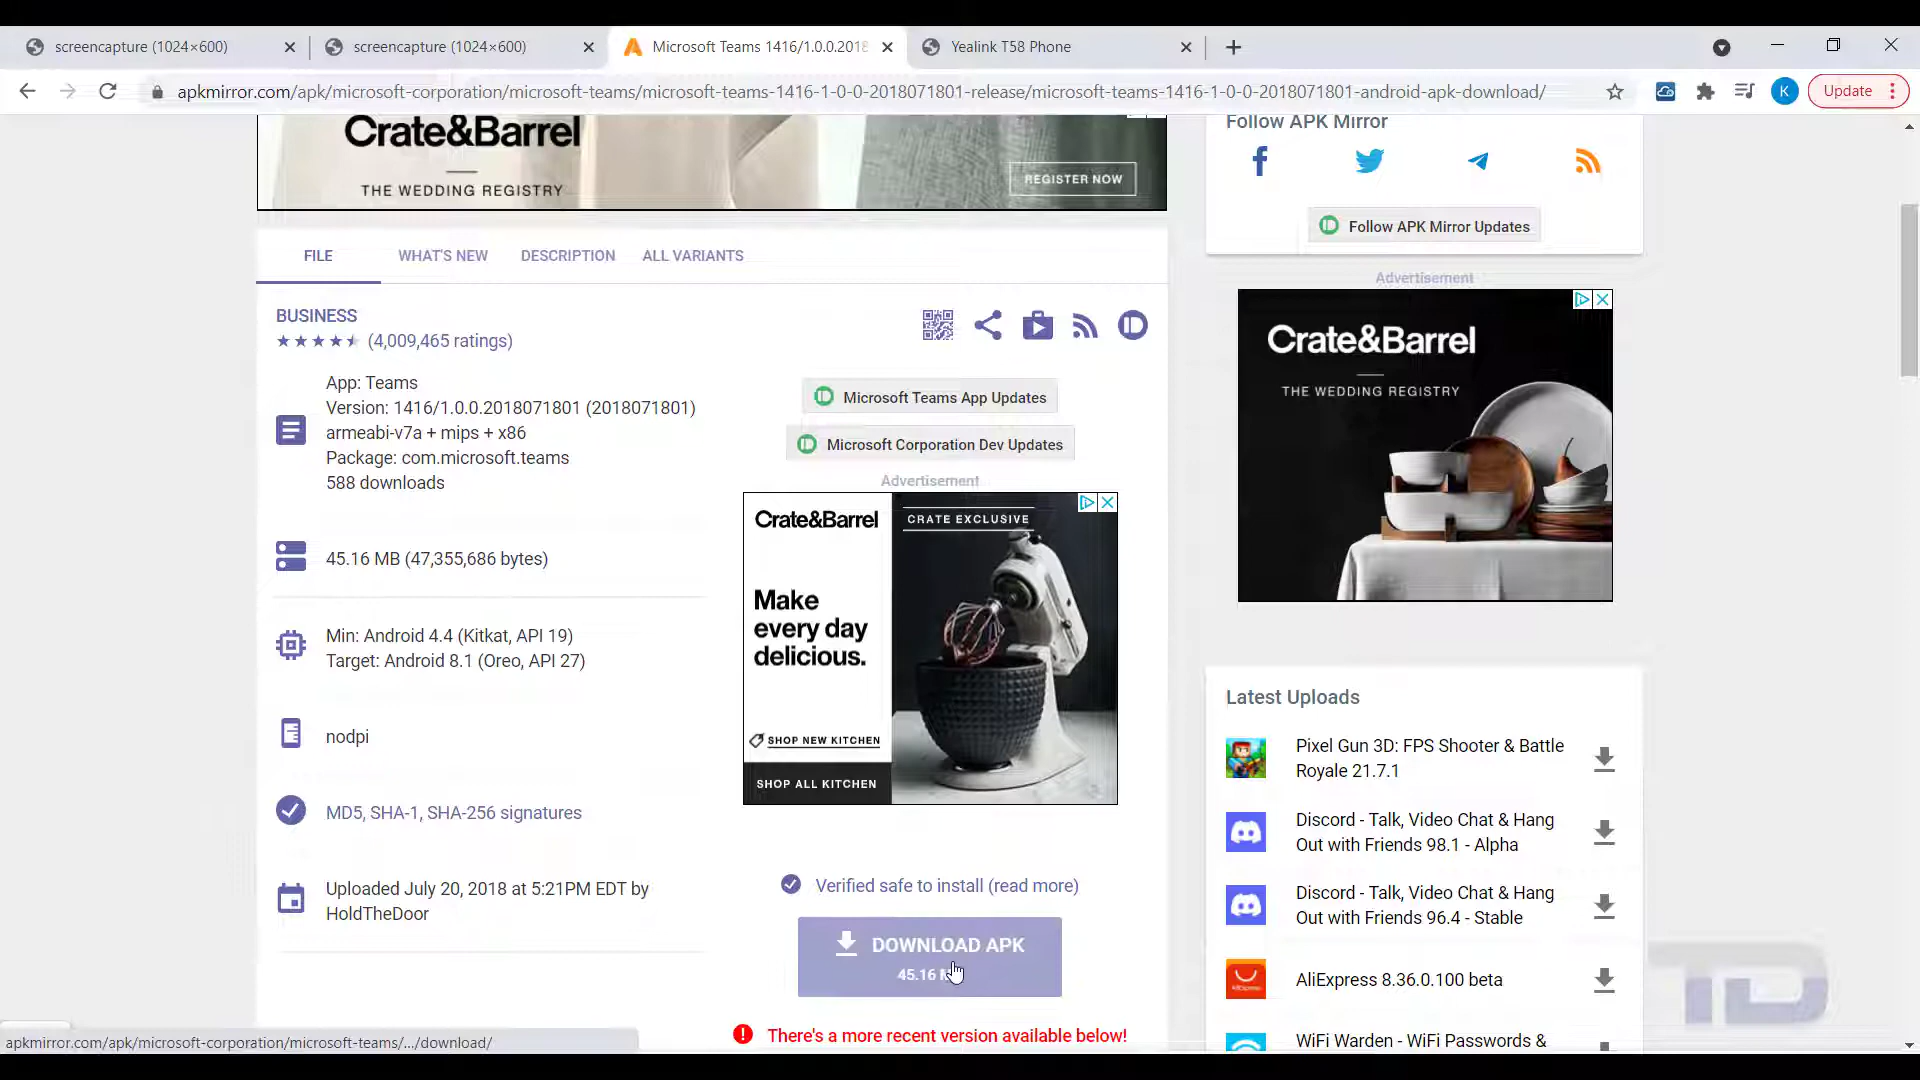 screencapture (1024×600)
screencapture (1024×600)
Microsoft Teams 1416/1.0.0.2018
Yealink T58 Phone
apkmirror.com/apk/microsoft-corporation/microsoft-teams/microsoft-teams-1416-1-0-0-2018071801-release/microsoft-teams-1416-1-0-0-2018071801-android-apk-download/
K
Update
Crate&Barrel
THE WEDDING REGISTRY
REGISTER NOW
Follow APK Mirror
Follow APK Mirror Updates
FILE
WHAT'S NEW
DESCRIPTION
ALL VARIANTS
BUSINESS
(4,009,465 ratings)
App: Teams
Version: 1416/1.0.0.2018071801 (2018071801)
armeabi-v7a + mips + x86
Package: com.microsoft.teams
588 downloads
45.16 MB (47,355,686 bytes)
Min: Android 4.4 (Kitkat, API 19)
Target: Android 8.1 (Oreo, API 27)
nodpi
MD5, SHA-1, SHA-256 signatures
Uploaded July 20, 2018 at 5:21PM EDT by
HoldTheDoor
Microsoft Teams App Updates
Microsoft Corporation Dev Updates
Advertisement
Crate&Barrel
CRATE EXCLUSIVE
Make
every day
delicious.
SHOP NEW KITCHEN
SHOP ALL KITCHEN
Verified safe to install (read more)
DOWNLOAD APK
45.16
There's a more recent version available below!
Advertisement
Crate&Barrel
THE WEDDING REGISTRY
Latest Uploads
Pixel Gun 3D: FPS Shooter & Battle
Royale 21.7.1
Discord - Talk, Video Chat & Hang
Out with Friends 98.1 - Alpha
Discord - Talk, Video Chat & Hang
Out with Friends 96.4 - Stable
AliExpress 8.36.0.100 beta
WiFi Warden - WiFi Passwords &
TD
apkmirror.com/apk/microsoft-corporation/microsoft-teams/.../download/